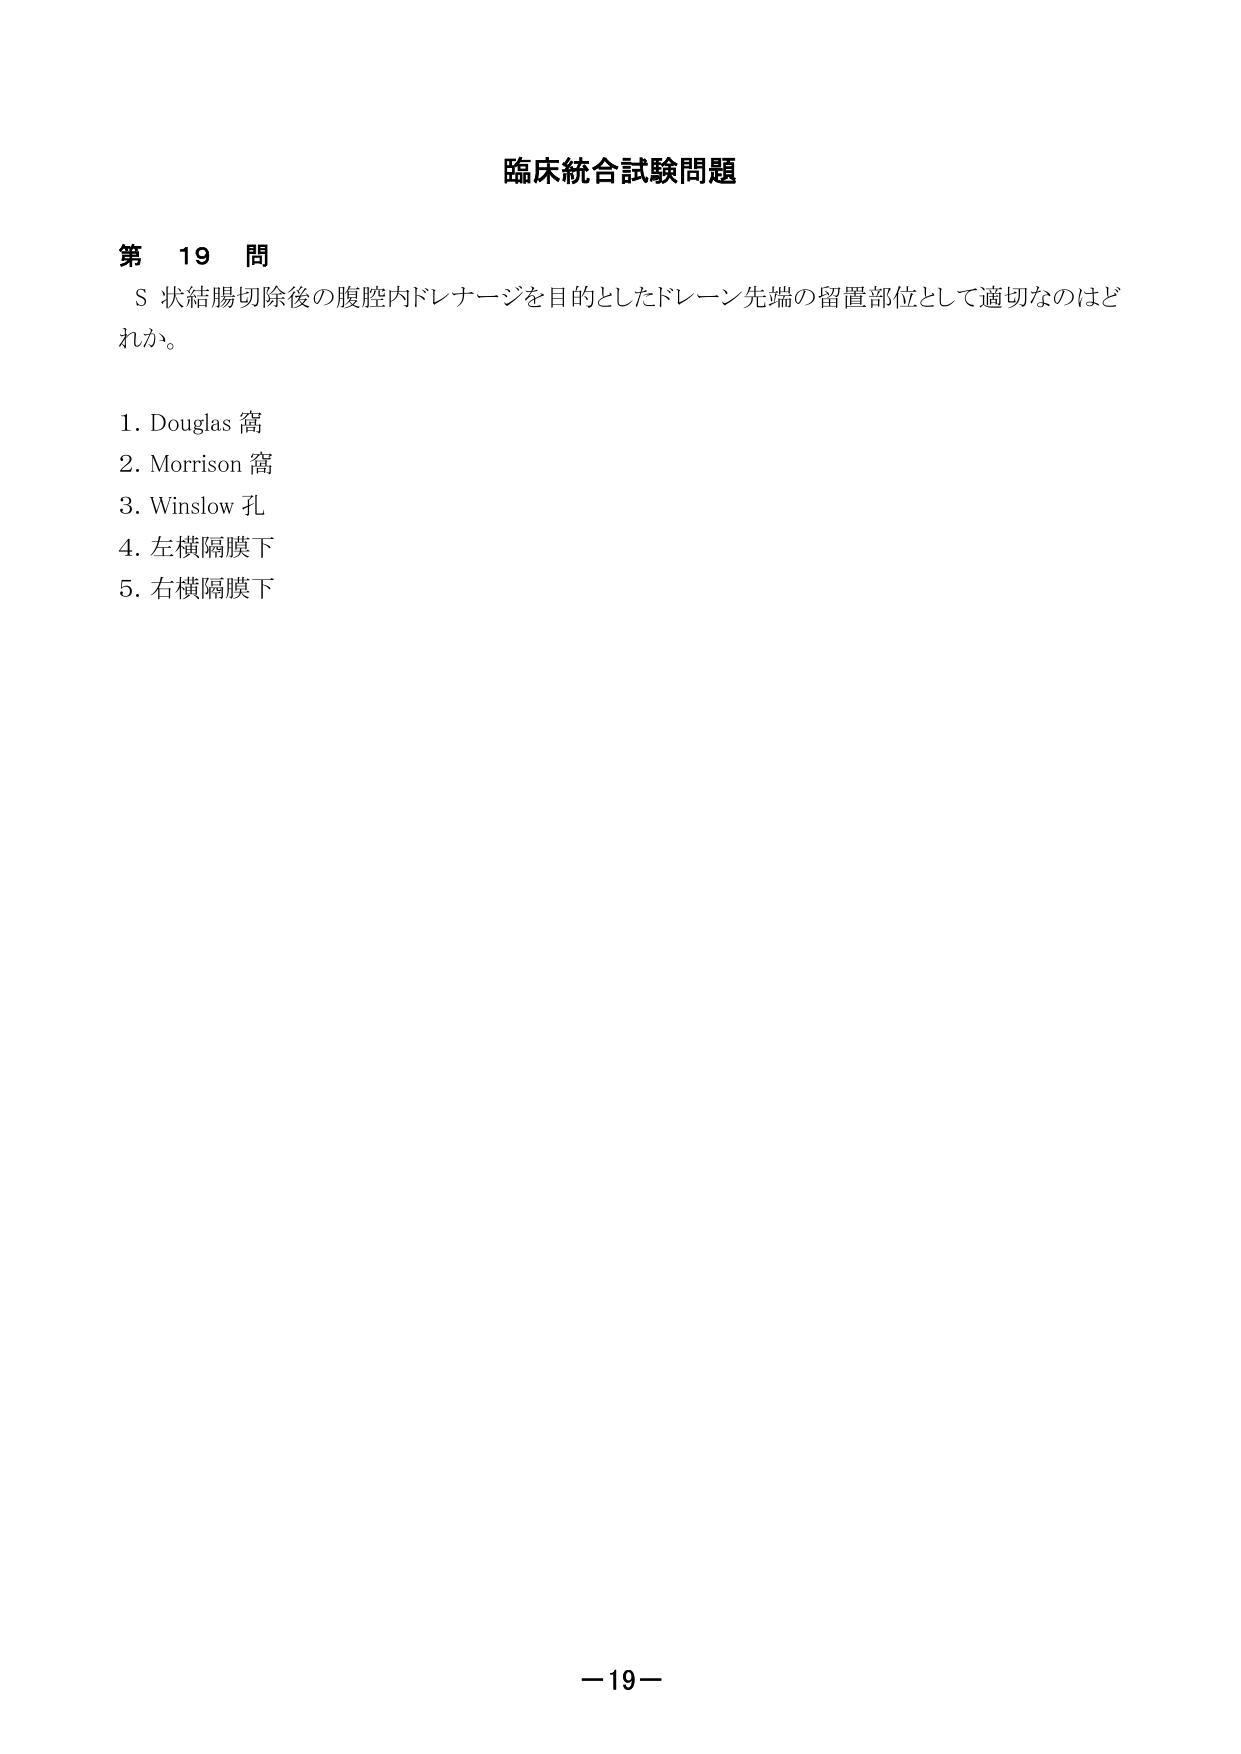 臨床統合試験問題
第 19 問
S 状結腸切除後の腹腔内ドレナージを目的としたドレーン先端の留置部位として適切なのはど
れか。
1. Douglas 窩
2. Morrison 窩
3. Winslow 孔
4. 左横隔膜下
5. 右横隔膜下
－19－